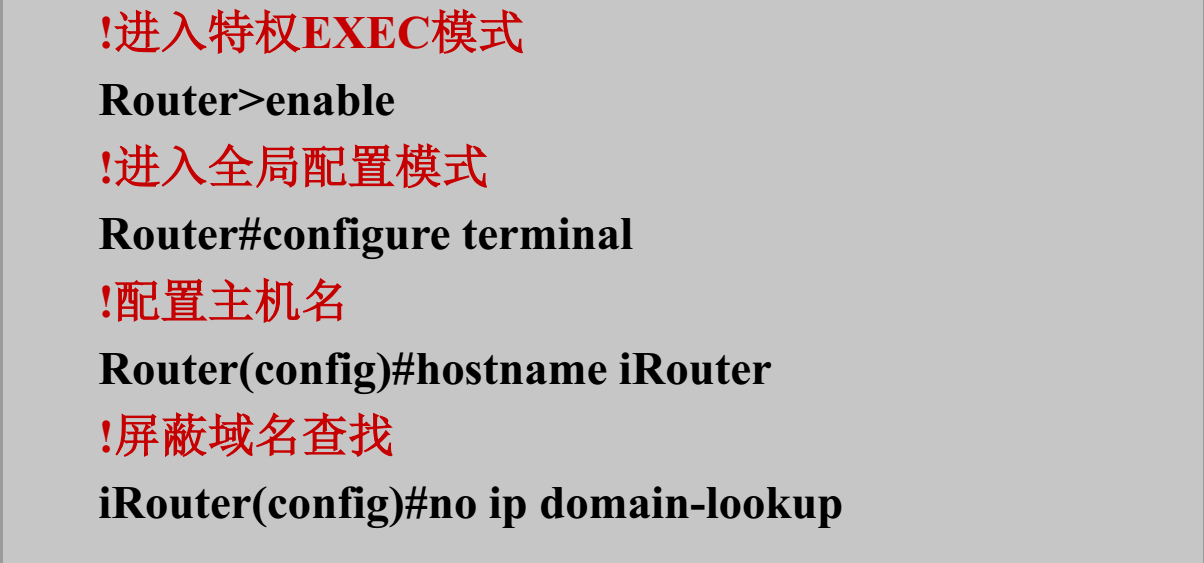 !进入特权EXEC模式
Router>enable
!进入全局配置模式
Router#configure terminal
!配置主机名
Router(config)#hostname iRouter
!屏蔽域名查找
iRouter(config)#no ip domain-lookup